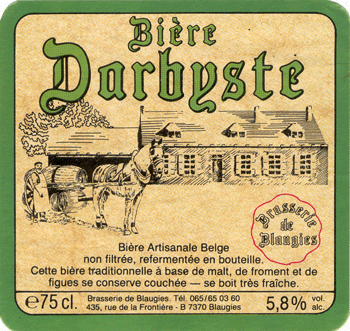 Bière
Darbyste
Brasserie
de
Blaugies
Bière Artisanale Belge
non filtrée, refermentée en bouteille.
Cette bière traditionnelle à base de malt, de froment et de
figues se conserve couchée — se boit très fraîche.
℮75 cl.
Brasserie de Blaugies. Tél. 065/65 03 60
435, rue de la Frontière - B 7370 Blaugies
5,8% vol.
alc.